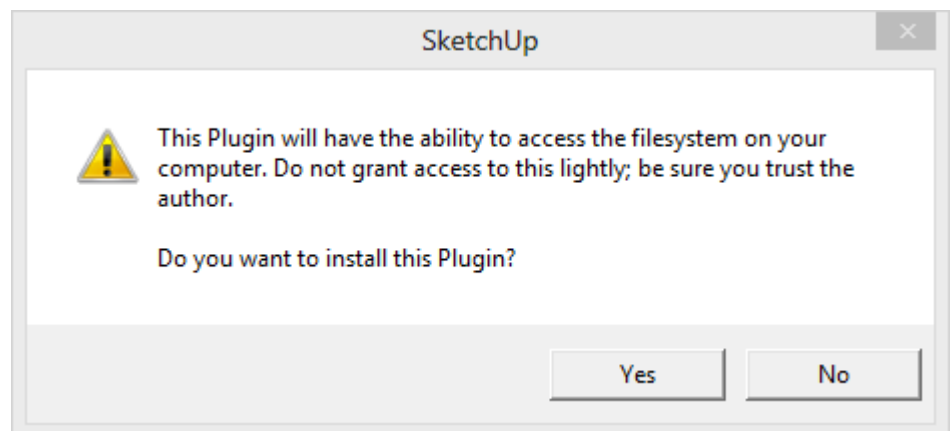 SketchUp
This Plugin will have the ability to access the filesystem on your
computer. Do not grant access to this lightly; be sure you trust the
author.
Do you want to install this Plugin?
Yes
No